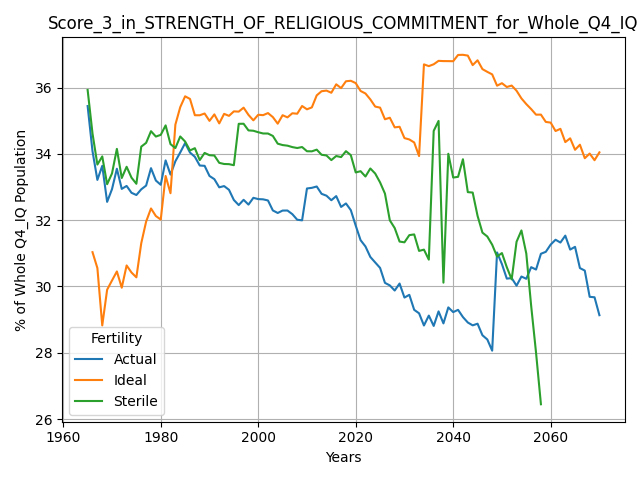 Score_3_in_STRENGTH_OF_RELIGIOUS_COMMITMENT_for_Whole_Q4_IQ
% of Whole Q4_IQ Population
36
34
32
30
28
26
Fertility
Actual
Ideal
Sterile
1960
1980
2000
2020
2040
2060
Years